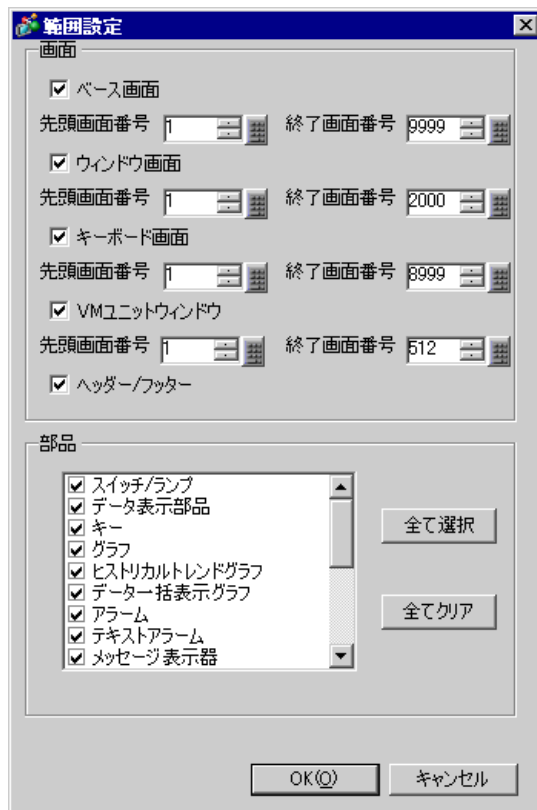 範囲設定
画面
ベース画面
先頭画面番号 1 終了画面番号 9999
ウィンドウ画面
先頭画面番号 1 終了画面番号 2000
キーボード画面
先頭画面番号 1 終了画面番号 8999
VMユニットウィンドウ
先頭画面番号 1 終了画面番号 512
ヘッダー/フッター
部品
スイッチ/ランプ
データ表示部品
キー
グラフ
ヒストリカルトレンドグラフ
データ一括表示グラフ
アラーム
テキストアラーム
メッセージ表示器
全て選択
全てクリア
OK(O) キャンセル